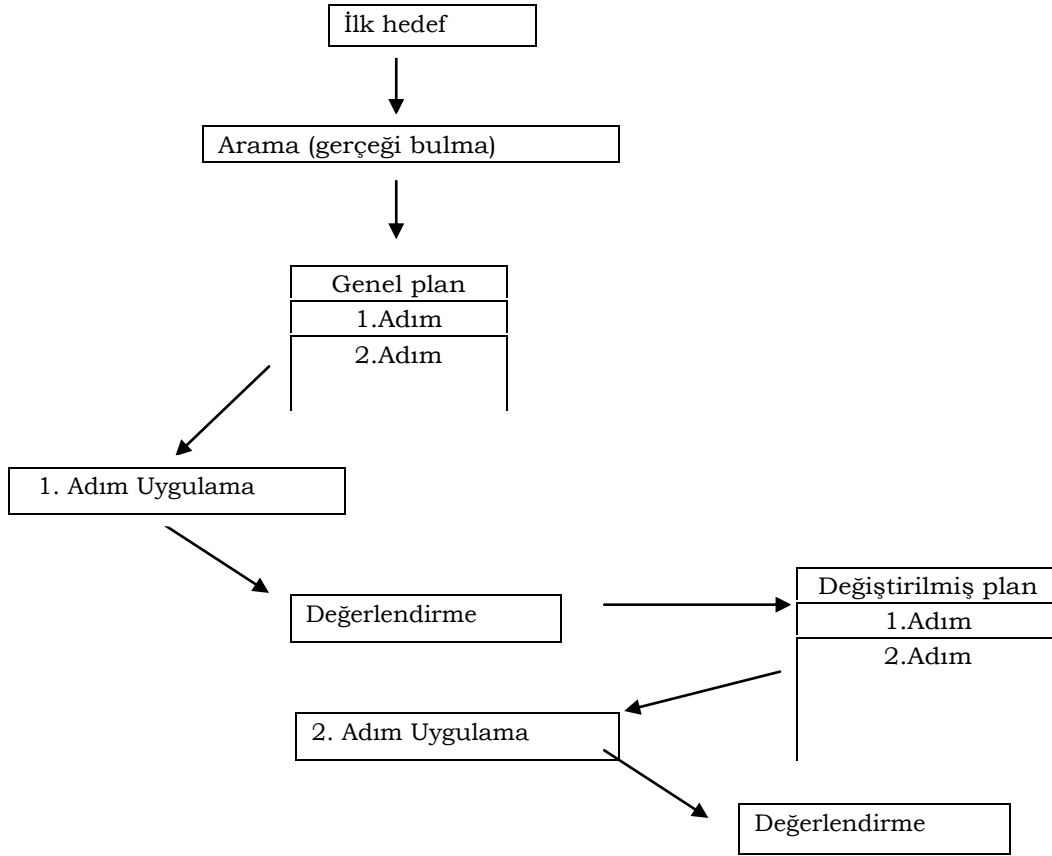 İlk hedef
Arama (gerçeği bulma)
Genel plan
1.Adım
2.Adım
1. Adım Uygulama
Değerlendirme
Değiştirilmiş plan
1.Adım
2.Adım
2. Adım Uygulama
Değerlendirme